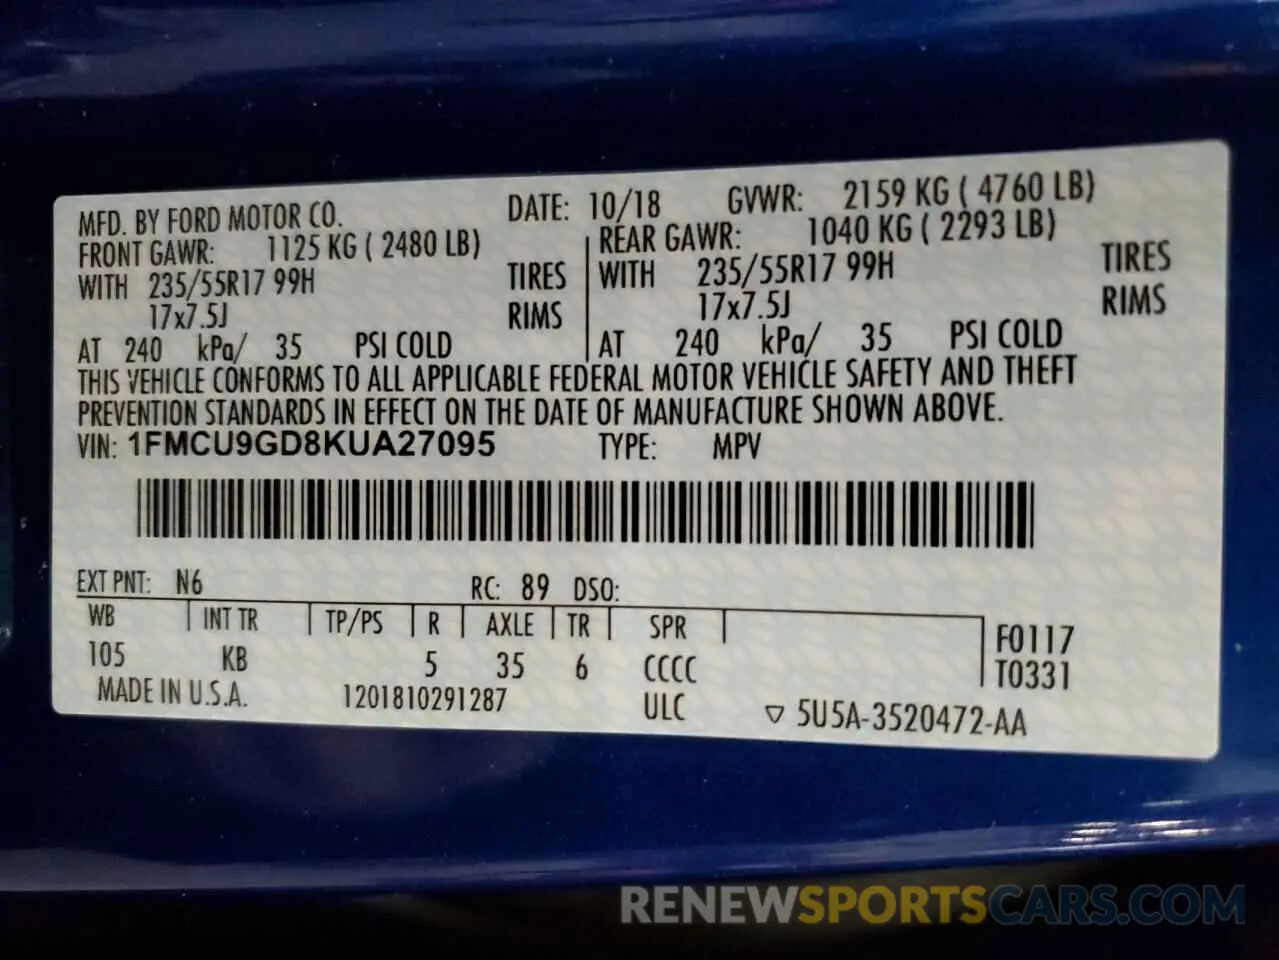 MFD. BY FORD MOTOR CO. DATE: 10/18 GVWR: 2159 KG ( 4760 LB)
FRONT GAWR: 1125 KG ( 2480 LB) REAR GAWR: 1040 KG ( 2293 LB)
WITH 235/55R17 99H TIRES WITH 235/55R17 99H TIRES
17x7.5J RIMS 17x7.5J RIMS
AT 240 kPa/ 35 PSI COLD AT 240 kPa/ 35 PSI COLD
THIS VEHICLE CONFORMS TO ALL APPLICABLE FEDERAL MOTOR VEHICLE SAFETY AND THEFT
PREVENTION STANDARDS IN EFFECT ON THE DATE OF MANUFACTURE SHOWN ABOVE.
VIN: 1FMCU9GD8KUA27095 TYPE: MPV
EXT PNT: N6 RC: 89 DSO:
WB INT TR TP/PS R AXLE TR SPR F0117
105 KB 5 35 6 CCCC T0331
MADE IN U.S.A. 1201810291287 ULC ▽ 5U5A-3520472-AA
RENEWSPORTSCARS.COM